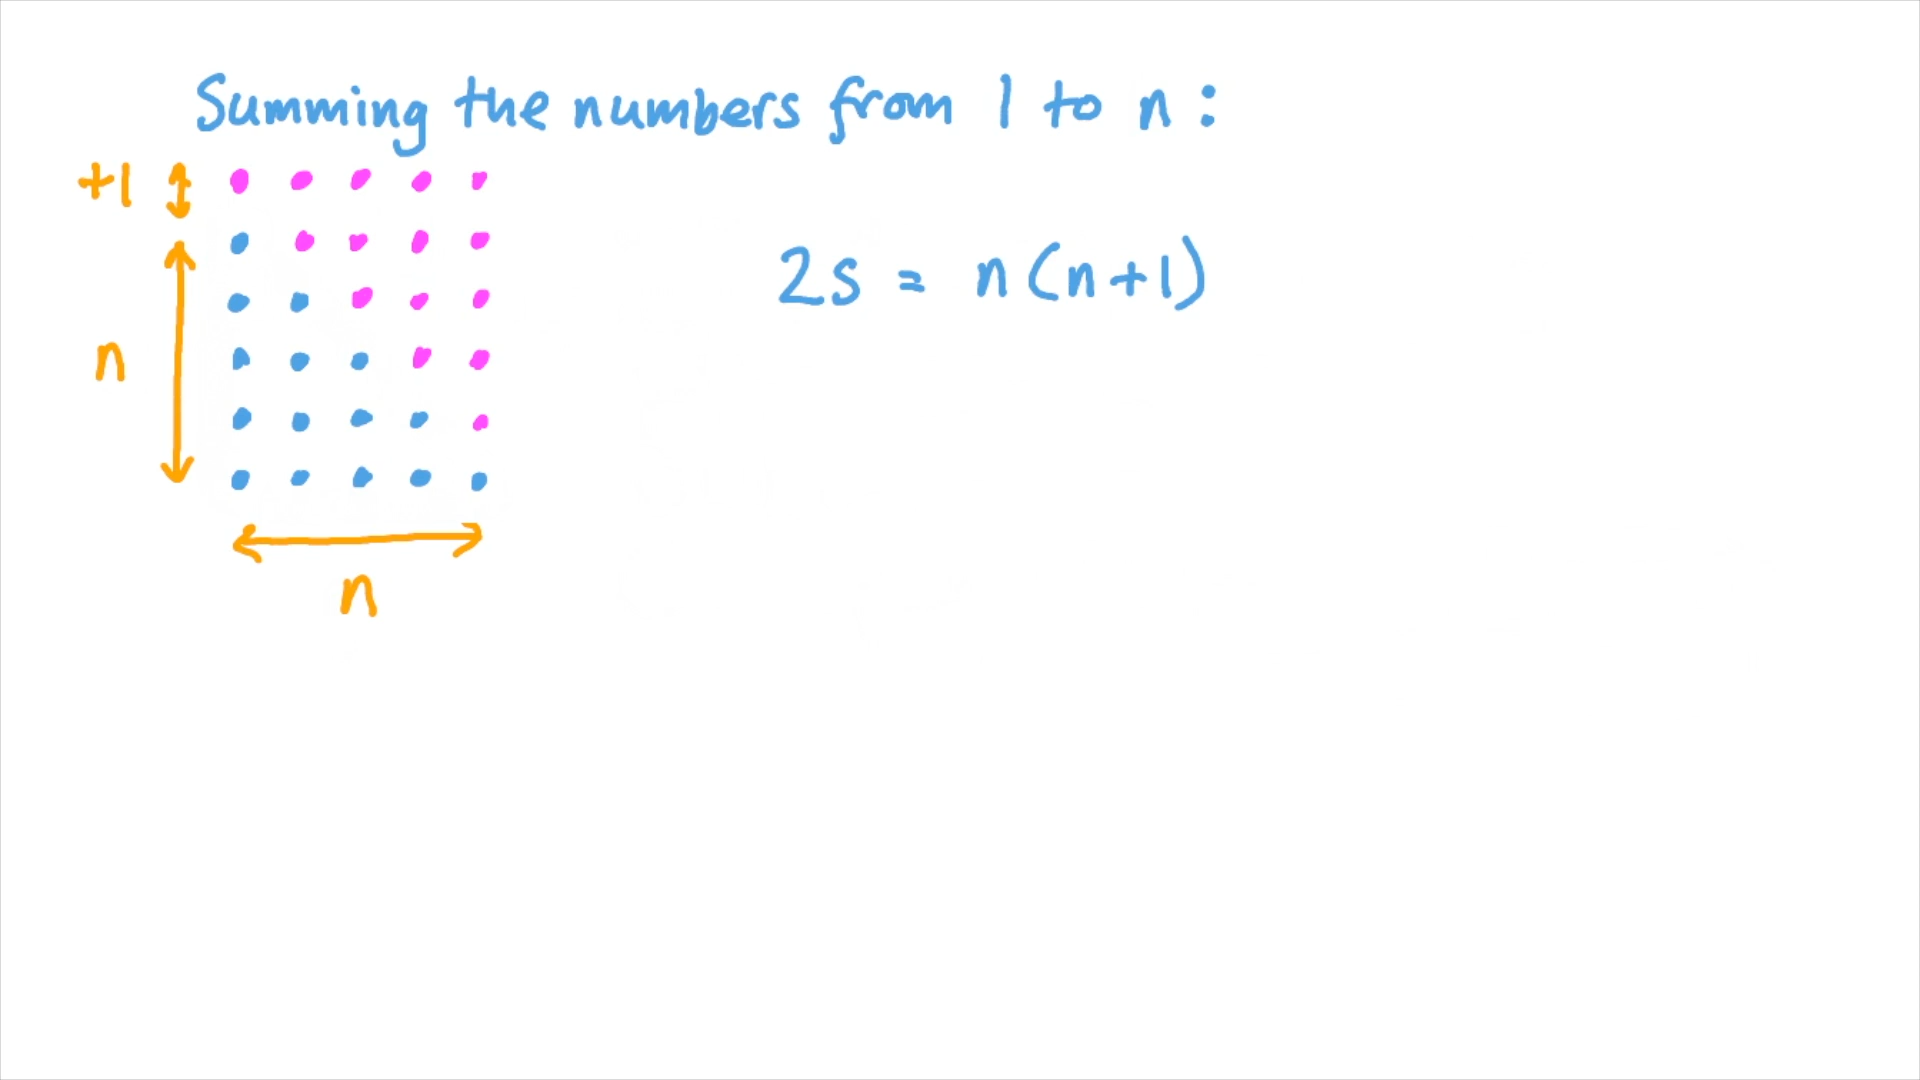 Summing the numbers from 1 to n:
+1
2s = n(n+1)
n
n